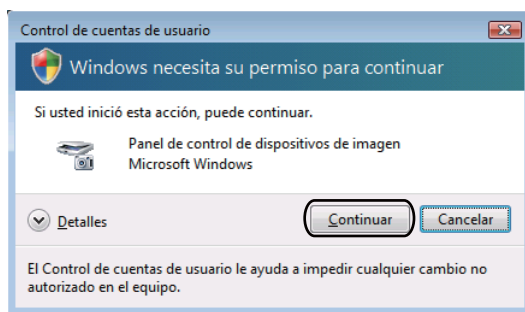 Control de cuentas de usuario
Windows necesita su permiso para continuar
Si usted inició esta acción, puede continuar.
Panel de control de dispositivos de imagen
Microsoft Windows
Detalles
Continuar
Cancelar
El Control de cuentas de usuario le ayuda a impedir cualquier cambio no
autorizado en el equipo.